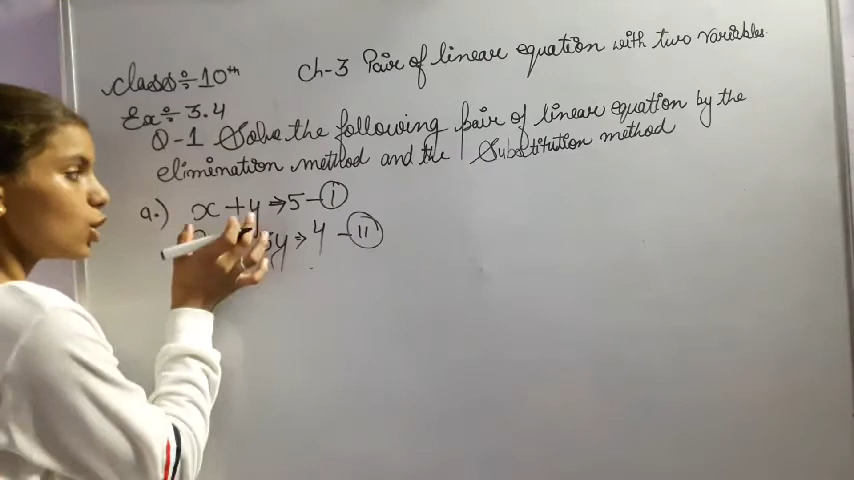 Class÷10th Ch-3 Pair of linear equation with two variables.
Ex÷3.4
Q-1 Solve the following pair of linear equation by the
elimination method and the substitution method
a.) x+y→5-(I)
y→4-(II)